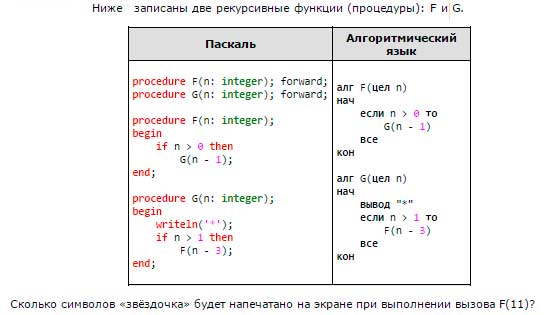 Ниже записаны две рекурсивные функции (процедуры): F и G.
Паскаль
procedure F(n: integer); forward;
procedure G(n: integer); forward;
procedure F(n: integer);
begin
if n > 0 then
G(n - 1);
end;
procedure G(n: integer);
begin
writeln('*');
if n > 1 then
F(n - 3);
end;
Алгоритмический
язык
алг F(цел n)
нач
если n > 0 то
G(n - 1)
все
кон
алг G(цел n)
нач
вывод "*"
если n > 1 то
F(n - 3)
все
кон
Сколько символов «звёздочка» будет напечатано на экране при выполнении вызова F(11)?